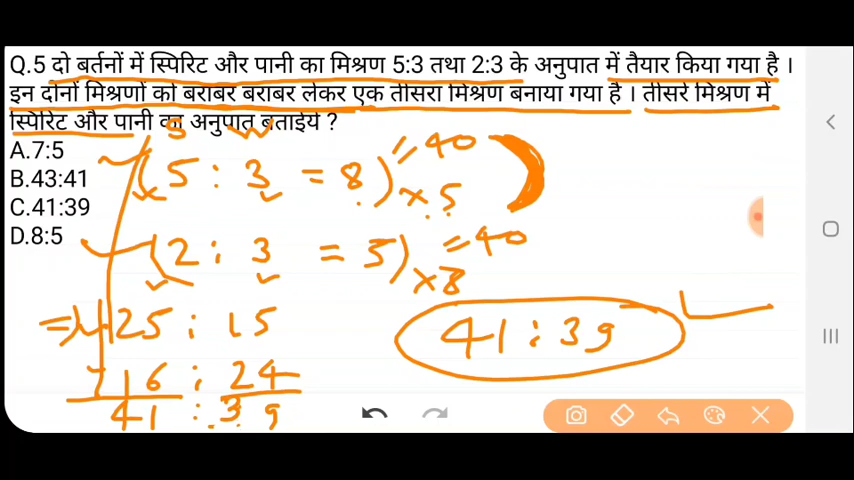 Q.5 दो बर्तनों में स्पिरिट और पानी का मिश्रण 5:3 तथा 2:3 के अनुपात में तैयार किया गया है ।
इन दोनों मिश्रणों को बराबर बराबर लेकर एक तीसरा मिश्रण बनाया गया है । तीसरे मिश्रण में
स्पिरिट और पानी का अनुपात बताइये ?
A.7:5
B.43:41
C.41:39
D.8:5
S W
(5 : 3 = 8) = 40
× 5
(2 : 3 = 5) = 40
× 8
⇒ 25 : 15
16 : 24
41 : 39
41 : 39